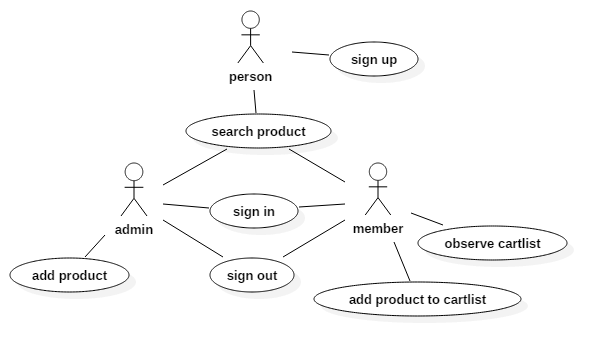 sign up
person
search product
sign in
admin
member
observe cartlist
add product
sign out
add product to cartlist